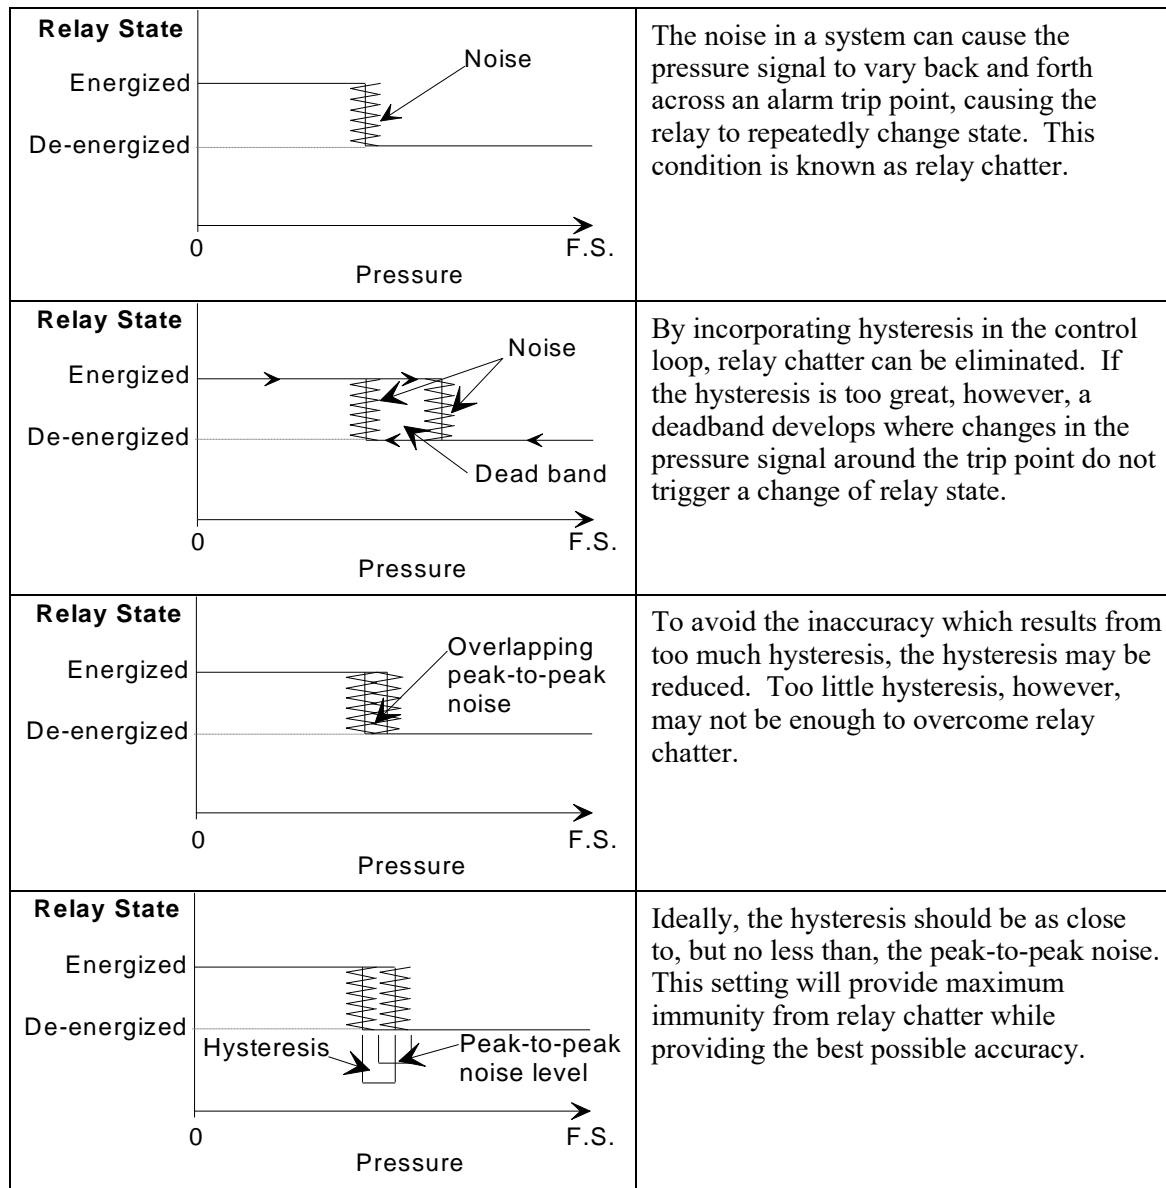 Relay State
Energized
De-energized
Noise
0
F.S.
Pressure
The noise in a system can cause the
pressure signal to vary back and forth
across an alarm trip point, causing the
relay to repeatedly change state.  This
condition is known as relay chatter.
Relay State
Energized
De-energized
Noise
Dead band
0
F.S.
Pressure
By incorporating hysteresis in the control
loop, relay chatter can be eliminated.  If
the hysteresis is too great, however, a
deadband develops where changes in the
pressure signal around the trip point do not
trigger a change of relay state.
Relay State
Energized
De-energized
Overlapping
peak-to-peak
noise
0
F.S.
Pressure
To avoid the inaccuracy which results from
too much hysteresis, the hysteresis may be
reduced.  Too little hysteresis, however,
may not be enough to overcome relay
chatter.
Relay State
Energized
De-energized
Hysteresis
Peak-to-peak
noise level
0
F.S.
Pressure
Ideally, the hysteresis should be as close
to, but no less than, the peak-to-peak noise.
This setting will provide maximum
immunity from relay chatter while
providing the best possible accuracy.